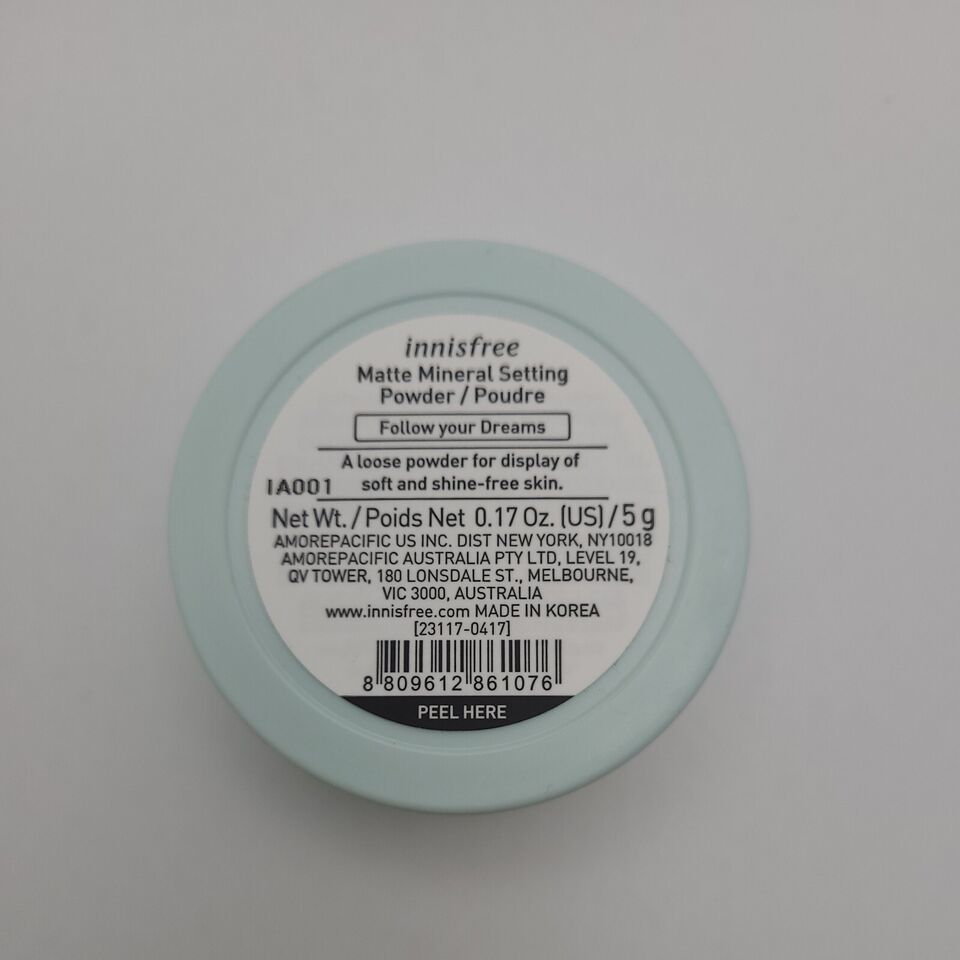 innisfree
Matte Mineral Setting
Powder / Poudre
Follow your Dreams
A loose powder for display of
soft and shine-free skin.
IA001
Net Wt. / Poids Net 0.17 Oz. (US) / 5 g
AMOREPACIFIC US INC. DIST NEW YORK, NY10018
AMOREPACIFIC AUSTRALIA PTY LTD, LEVEL 19,
QV TOWER, 180 LONSDALE ST., MELBOURNE,
VIC 3000, AUSTRALIA
www.innisfree.com MADE IN KOREA
[23117-0417]
8 809612 861076
PEEL HERE